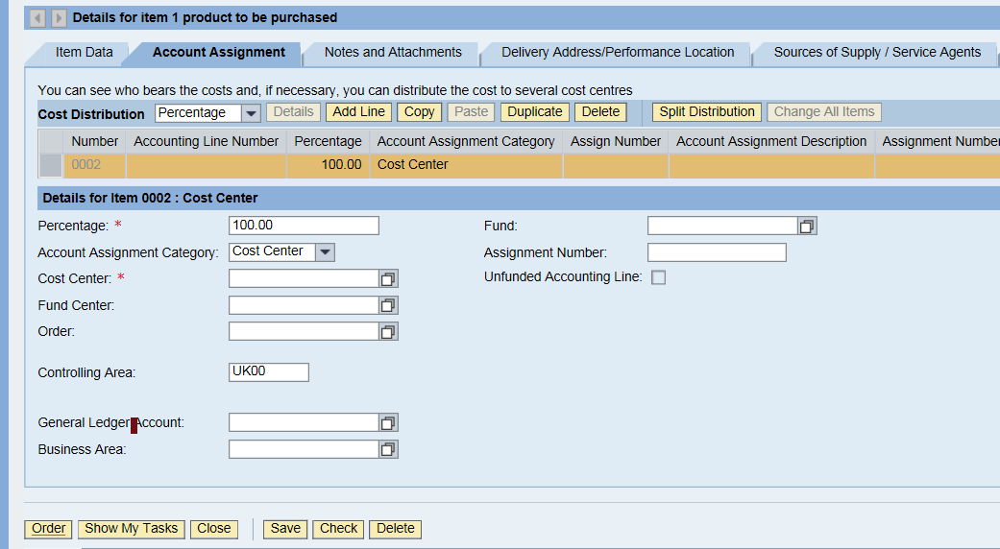 Details for item 1 product to be purchased
Item Data Account Assignment Notes and Attachments Delivery Address/Performance Location Sources of Supply / Service Agents
You can see who bears the costs and, if necessary, you can distribute the cost to several cost centres
Cost Distribution Percentage Details Add Line Copy Paste Duplicate Delete Split Distribution Change All Items
Number Accounting Line Number Percentage Account Assignment Category Assign Number Account Assignment Description Assignment Number
0002 100.00 Cost Center
Details for Item 0002 : Cost Center
Percentage: * 100.00 Fund:
Account Assignment Category: Cost Center Assignment Number:
Cost Center: * Unfunded Accounting Line:
Fund Center:
Order:
Controlling Area: UK00
General Ledger Account:
Business Area:
Order Show My Tasks Close Save Check Delete